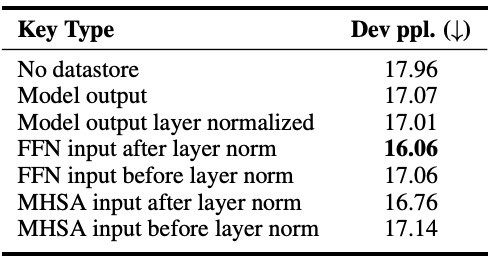 Key Type Dev ppl. (↓)
No datastore 17.96
Model output 17.07
Model output layer normalized 17.01
FFN input after layer norm 16.06
FFN input before layer norm 17.06
MHSA input after layer norm 16.76
MHSA input before layer norm 17.14